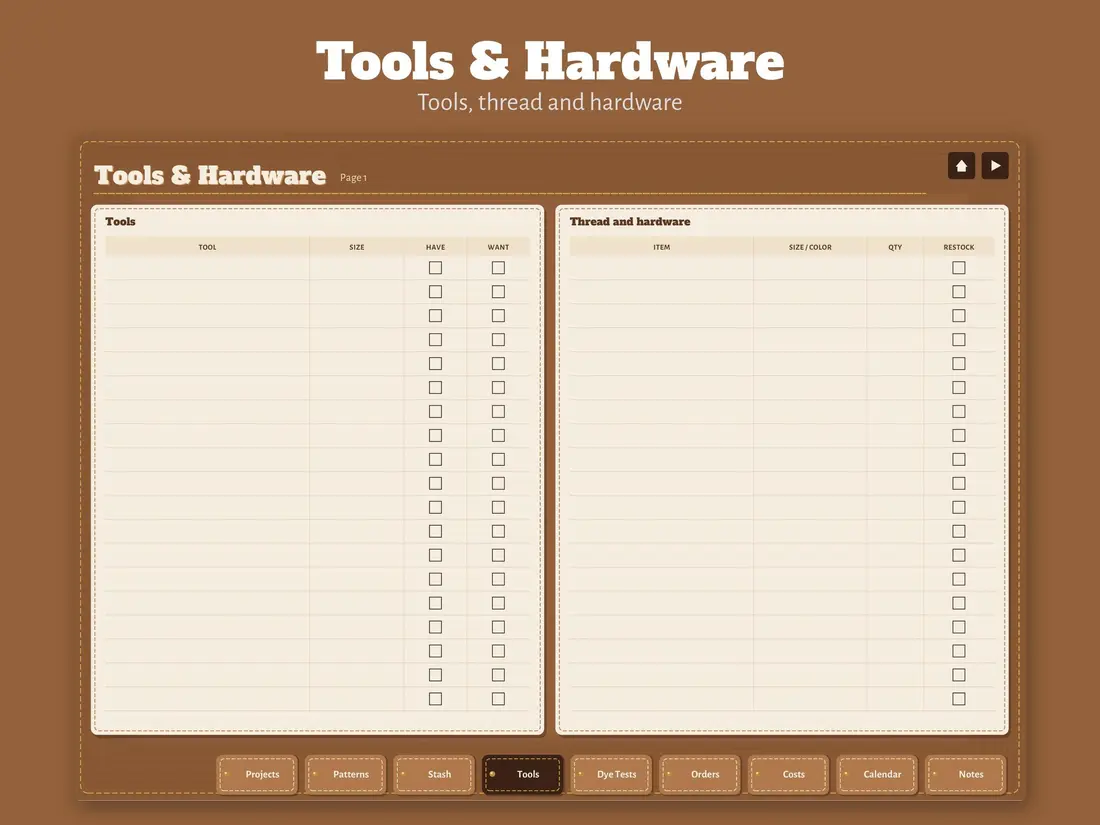 Tools & Hardware
Tools, thread and hardware
Tools & Hardware Page 1
Tools
TOOL SIZE HAVE WANT
Thread and hardware
ITEM SIZE / COLOR QTY RESTOCK
Projects Patterns Stash Tools Dye Tests Orders Costs Calendar Notes